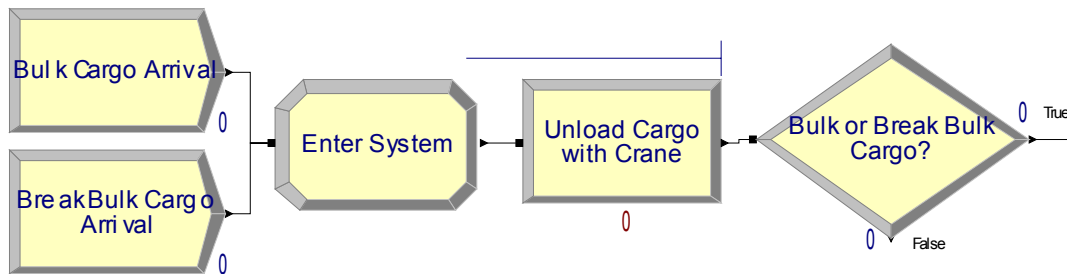 Bulk Cargo Arrival
0
BreakBulk Cargo
Arrival
0
Enter System
Unload Cargo
with Crane
0
Bulk or Break Bulk
Cargo?
0
True
0
False